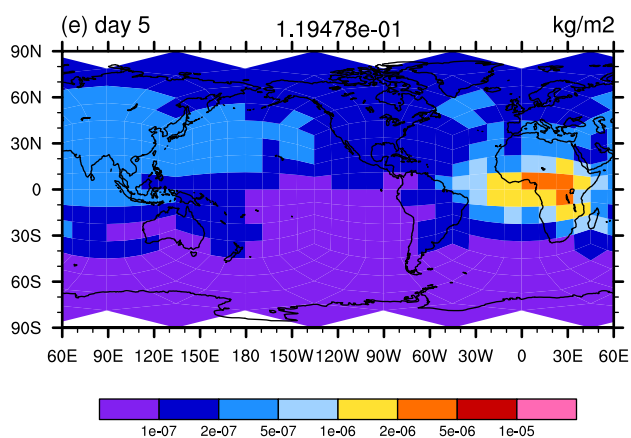 (e) day 5 1.19478e-01 kg/m2
90N
60N
30N
0
30S
60S
90S
60E 90E 120E 150E 180 150W 120W 90W 60W 30W 0 30E 60E
1e-07 2e-07 5e-07 1e-06 2e-06 5e-06 1e-05